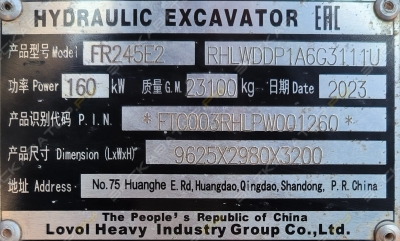 HYDRAULIC EXCAVATOR EAC
产品型号 Model FR245E2 RHLWDDP1A6G3111U
功率 Power 160 kW 质量 G.M. 23100 kg 日期 Date 2023
产品识别代码 P.I.N. *FTC003RHLPW001260*
产品尺寸 Dimension (LxWxH) 9625X2980X3200
地址 Address No.75 Huanghe E.Rd,Huangdao,Qingdao,Shandong, P.R.China
The People's Republic of China
Lovol Heavy Industry Group Co.,Ltd.